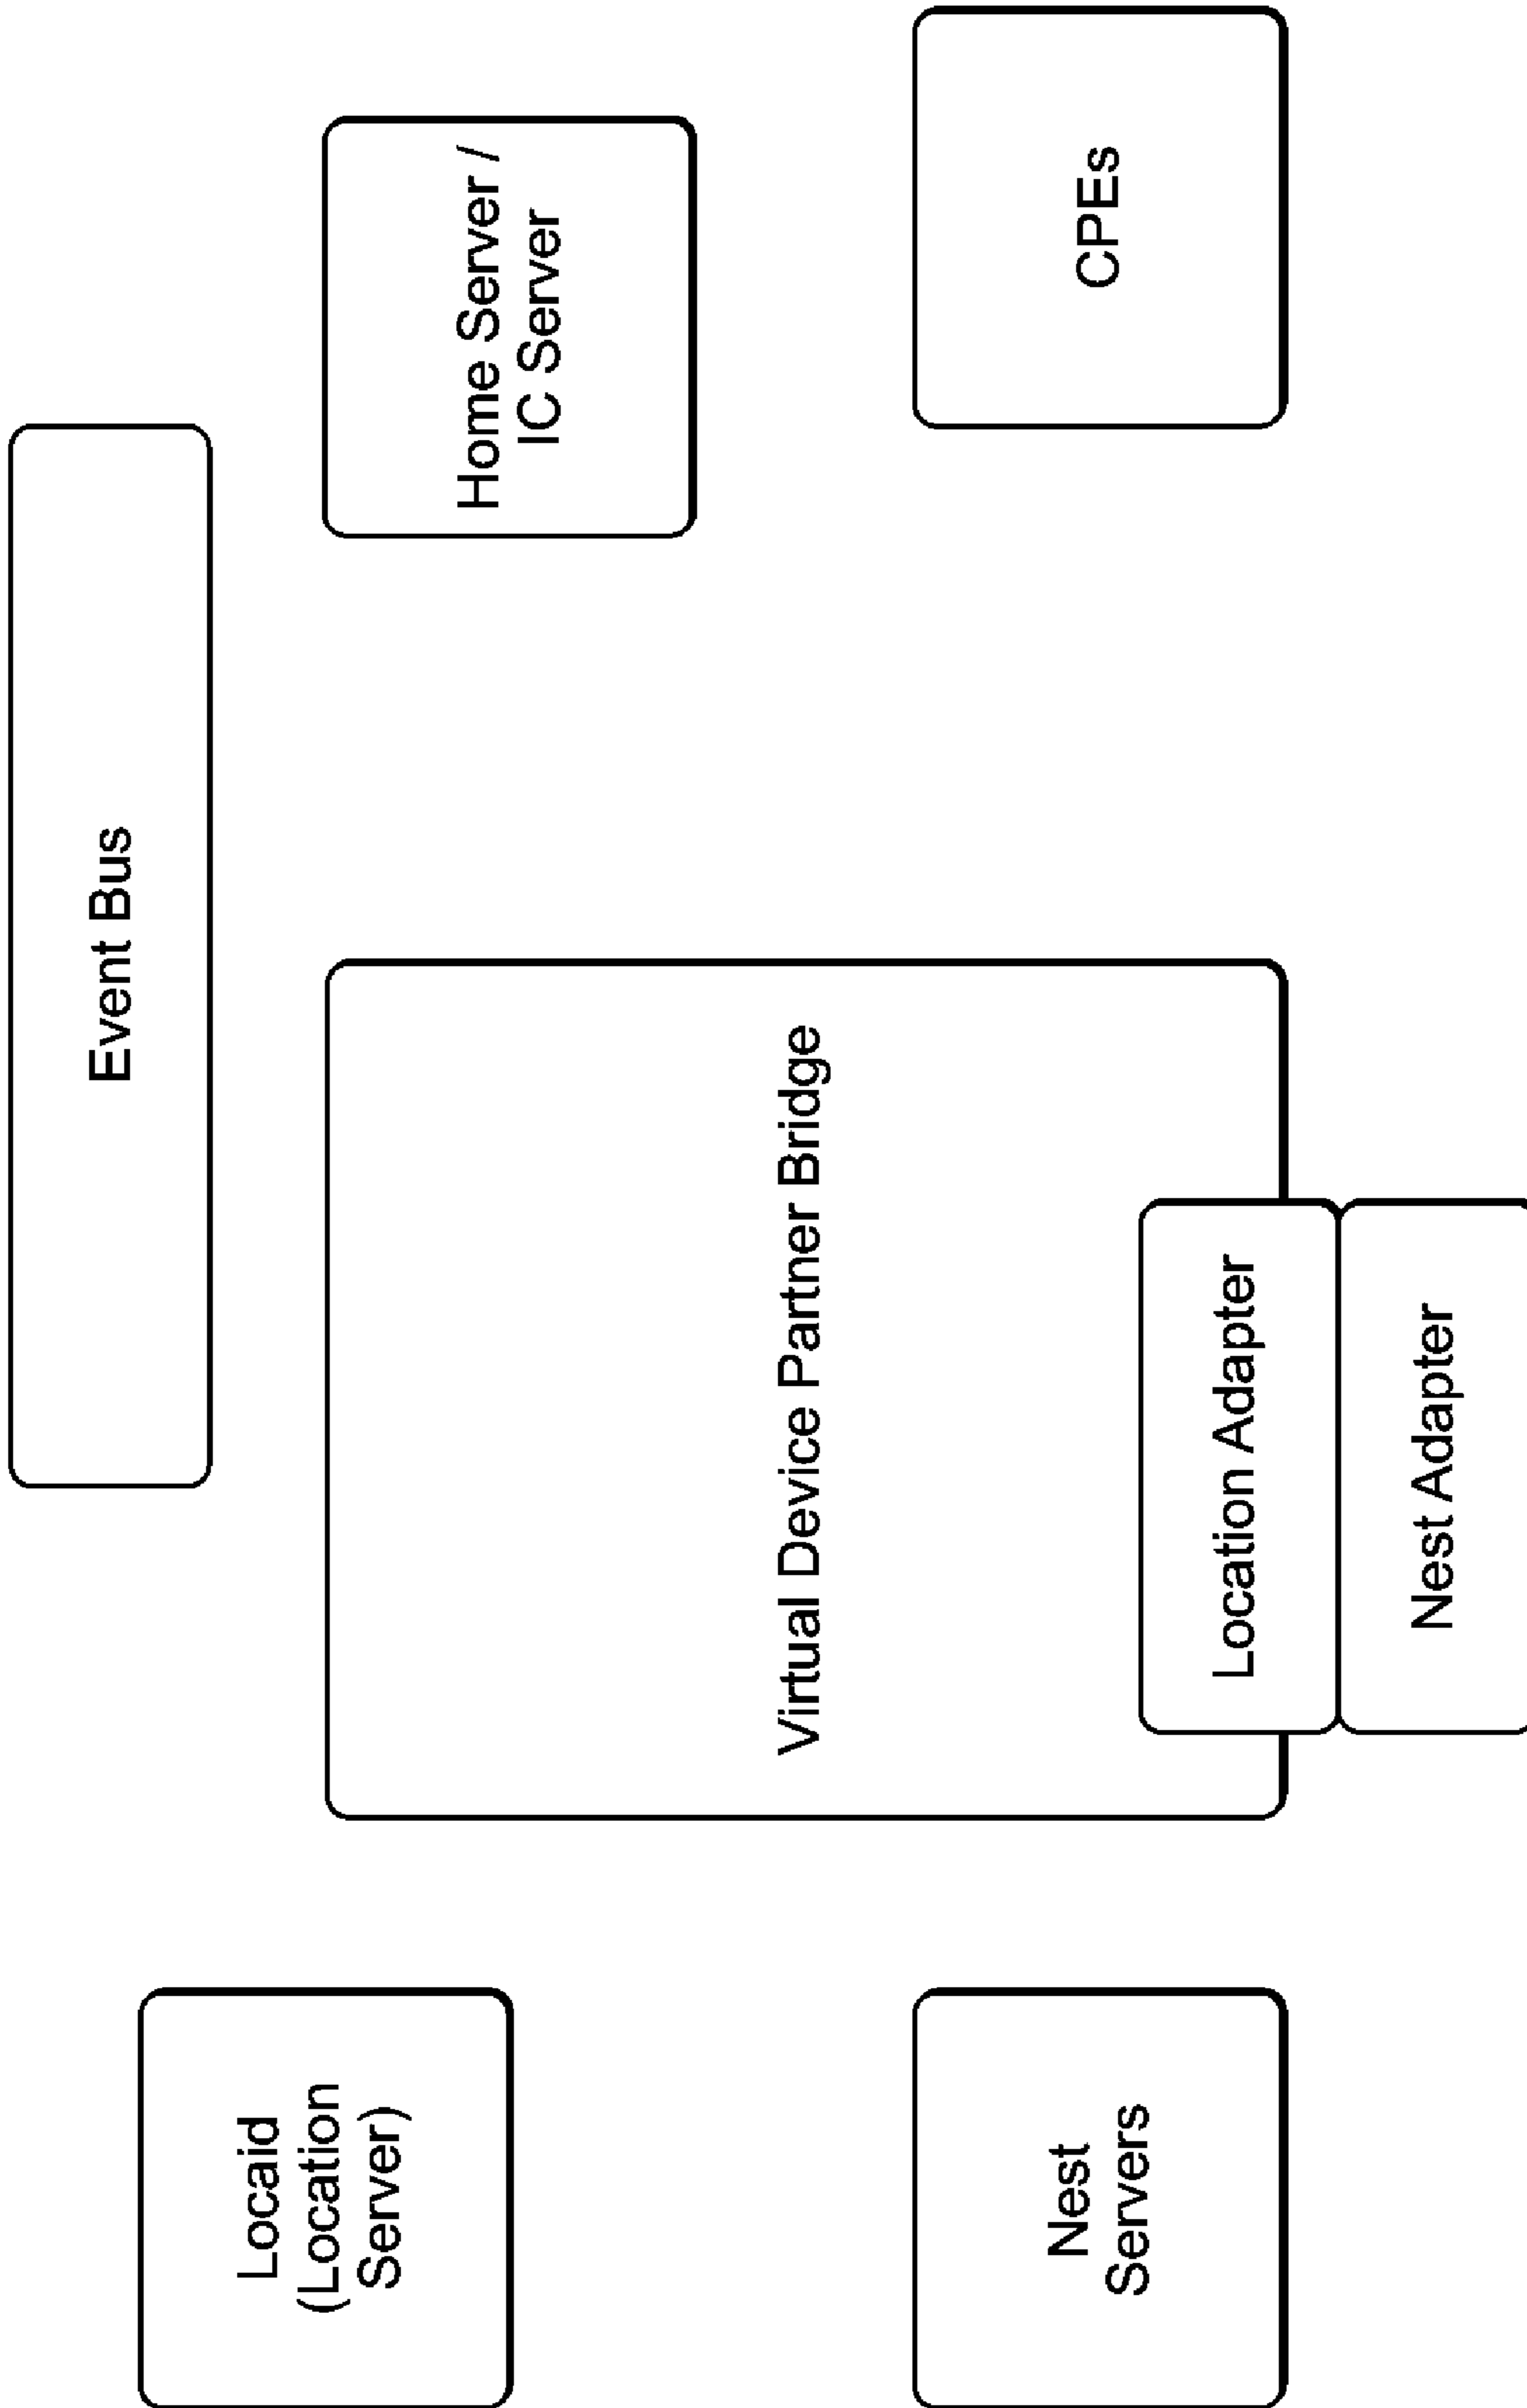 Event Bus
Locaid
(Location
Server)
Virtual Device Partner Bridge
Home Server /
IC Server
Nest
Servers
CPEs
Location Adapter
Nest Adapter